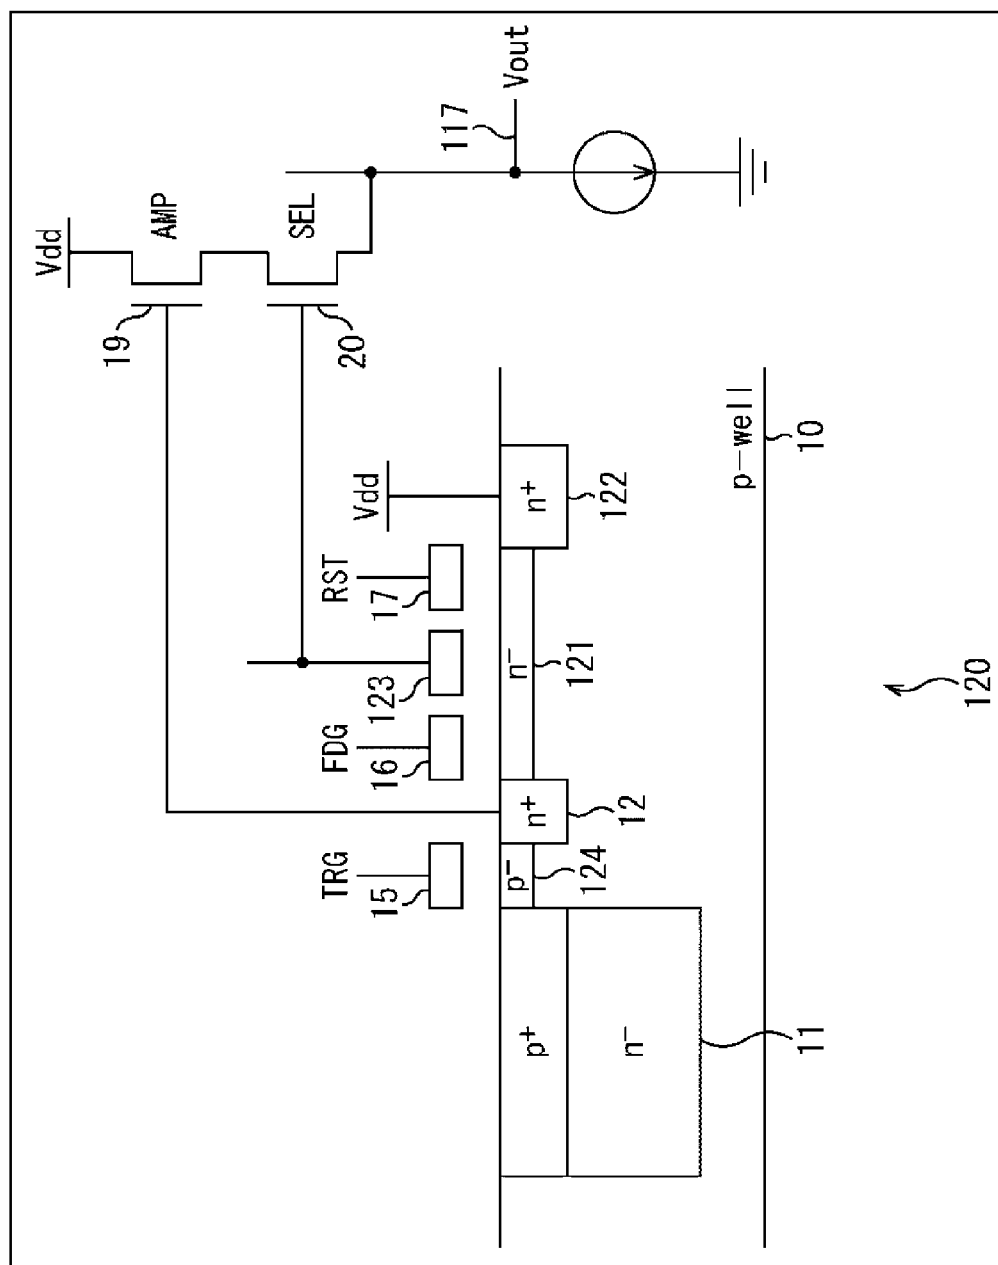 Vdd
AMP
19
SEL
20
117
Vout
TRG
15
FDG
16
123
RST
17
Vdd
p+
n−
11
p−
124
n+
12
n−
121
n+
122
p-well
10
120